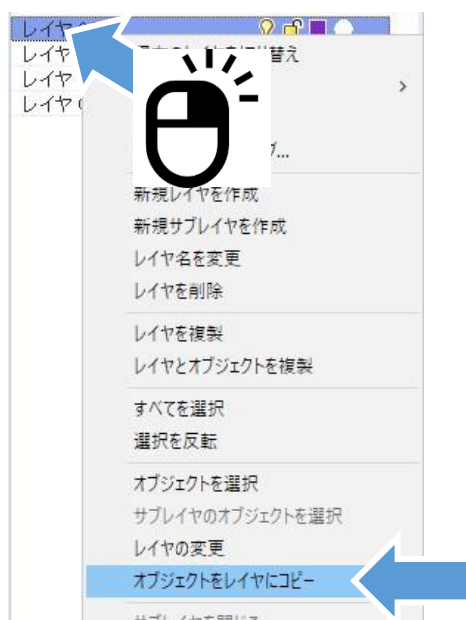 レイヤ
レイヤ
替え
レイヤ
レイヤ 0
...
新規レイヤを作成
新規サブレイヤを作成
レイヤ名を変更
レイヤを削除
レイヤを複製
レイヤとオブジェクトを複製
すべてを選択
選択を反転
オブジェクトを選択
サブレイヤのオブジェクトを選択
レイヤの変更
オブジェクトをレイヤにコピー